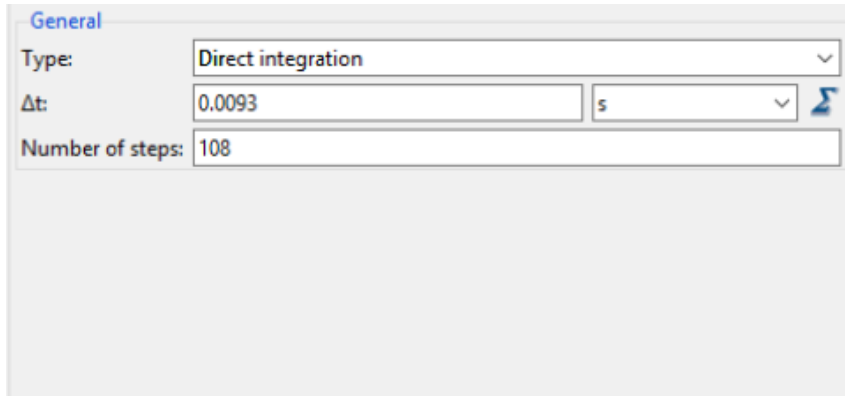 General
Type: Direct integration
Δt: 0.0093 s
Number of steps: 108